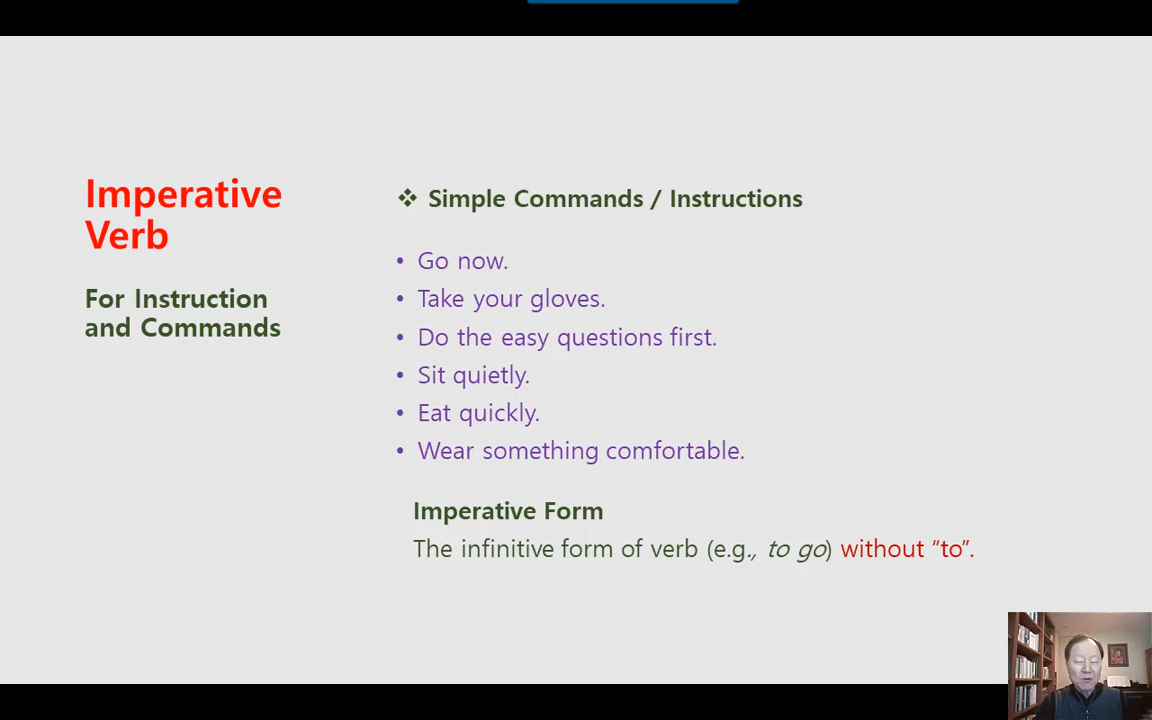 Imperative
Verb
For Instruction
and Commands
❖ Simple Commands / Instructions
• Go now.
• Take your gloves.
• Do the easy questions first.
• Sit quietly.
• Eat quickly.
• Wear something comfortable.
Imperative Form
The infinitive form of verb (e.g., to go) without “to”.